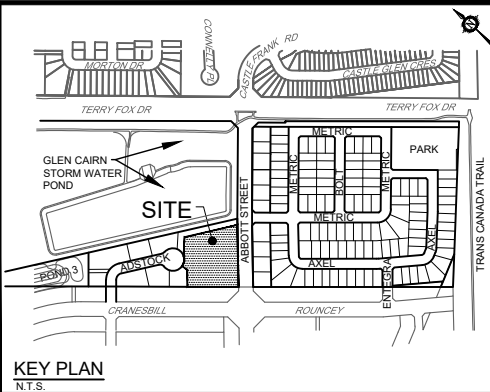 CONNELLY PL
CASTLE FRANK RD
MORTON DR
CASTLE GLEN CRES
TERRY FOX DR
TERRY FOX DR
METRIC
PARK
GLEN CAIRN
STORM WATER
POND
METRIC
BOLT
METRIC
SITE
ABBOTT STREET
METRIC
AXEL
TRANS CANADA TRAIL
ADSTOCK
AXEL
POND 3
ENTEGRA
CRANESBILL
ROUNCEY
KEY PLAN
N.T.S.